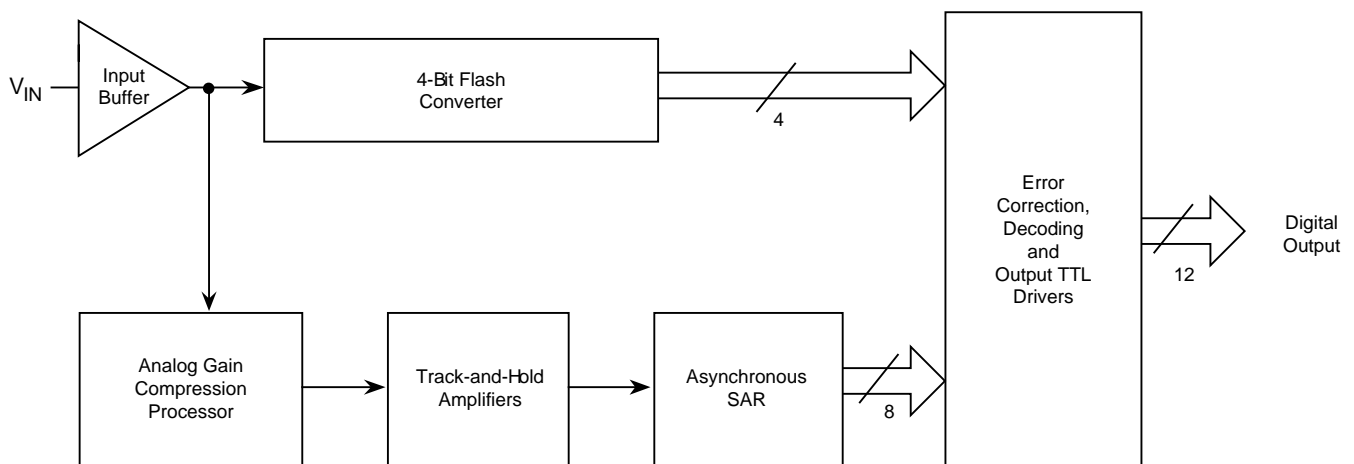 V_IN
Input
Buffer
4-Bit Flash
Converter
4
Error
Correction,
Decoding
and
Output TTL
Drivers
12
Digital
Output
Analog Gain
Compression
Processor
Track-and-Hold
Amplifiers
Asynchronous
SAR
8